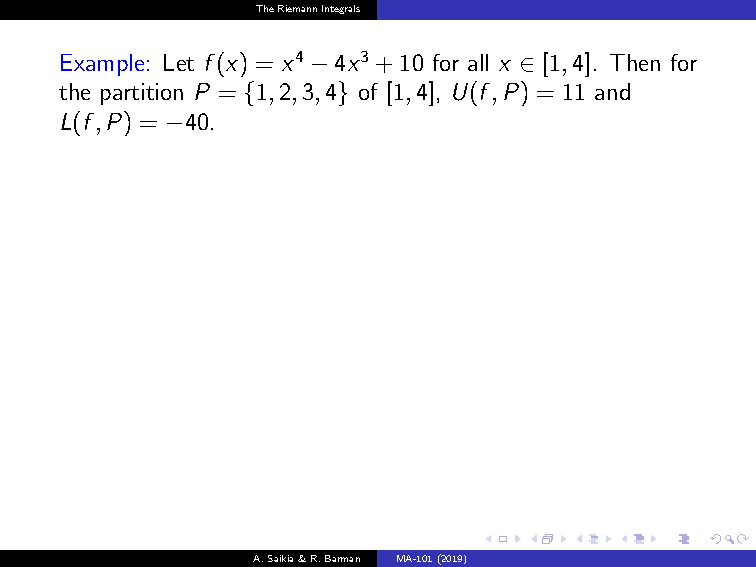 The Riemann Integrals
Example: Let f(x) = x⁴ − 4x³ + 10 for all x ∈ [1, 4]. Then for
the partition P = {1, 2, 3, 4} of [1, 4], U(f, P) = 11 and
L(f, P) = −40.
A. Saikia & R. Barman MA-101 (2019)